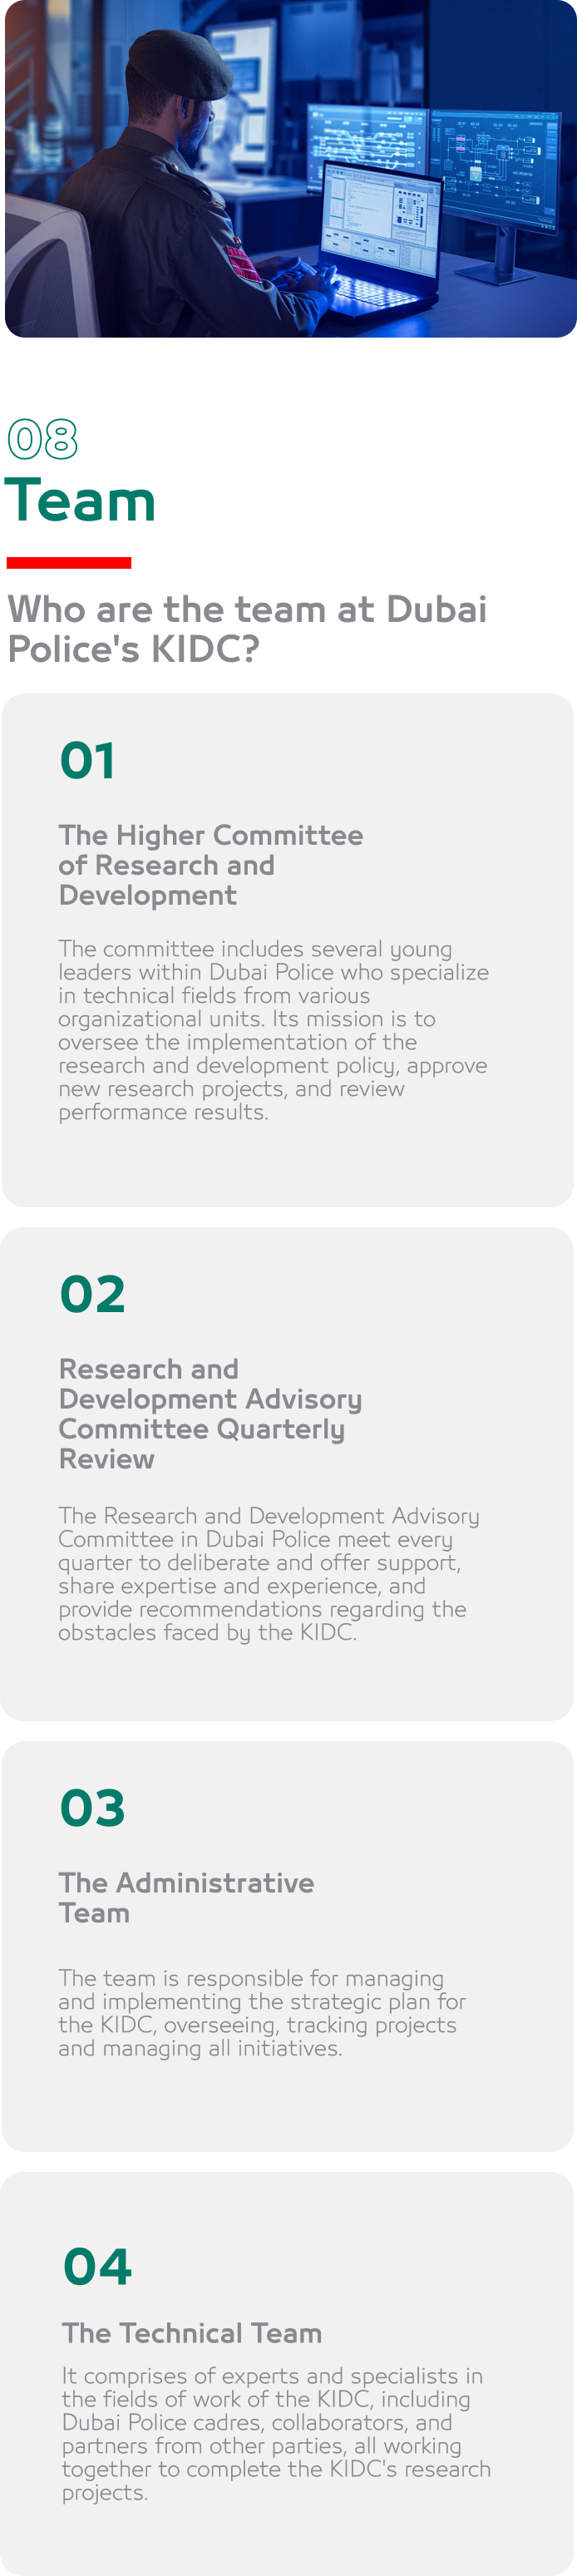 08
Team
Who are the team at Dubai
Police's KIDC?
01
The Higher Committee
of Research and
Development
The committee includes several young
leaders within Dubai Police who specialize
in technical fields from various
organizational units. Its mission is to
oversee the implementation of the
research and development policy, approve
new research projects, and review
performance results.
02
Research and
Development Advisory
Committee Quarterly
Review
The Research and Development Advisory
Committee in Dubai Police meet every
quarter to deliberate and offer support,
share expertise and experience, and
provide recommendations regarding the
obstacles faced by the KIDC.
03
The Administrative
Team
The team is responsible for managing
and implementing the strategic plan for
the KIDC, overseeing, tracking projects
and managing all initiatives.
04
The Technical Team
It comprises of experts and specialists in
the fields of work of the KIDC, including
Dubai Police cadres, collaborators, and
partners from other parties, all working
together to complete the KIDC's research
projects.